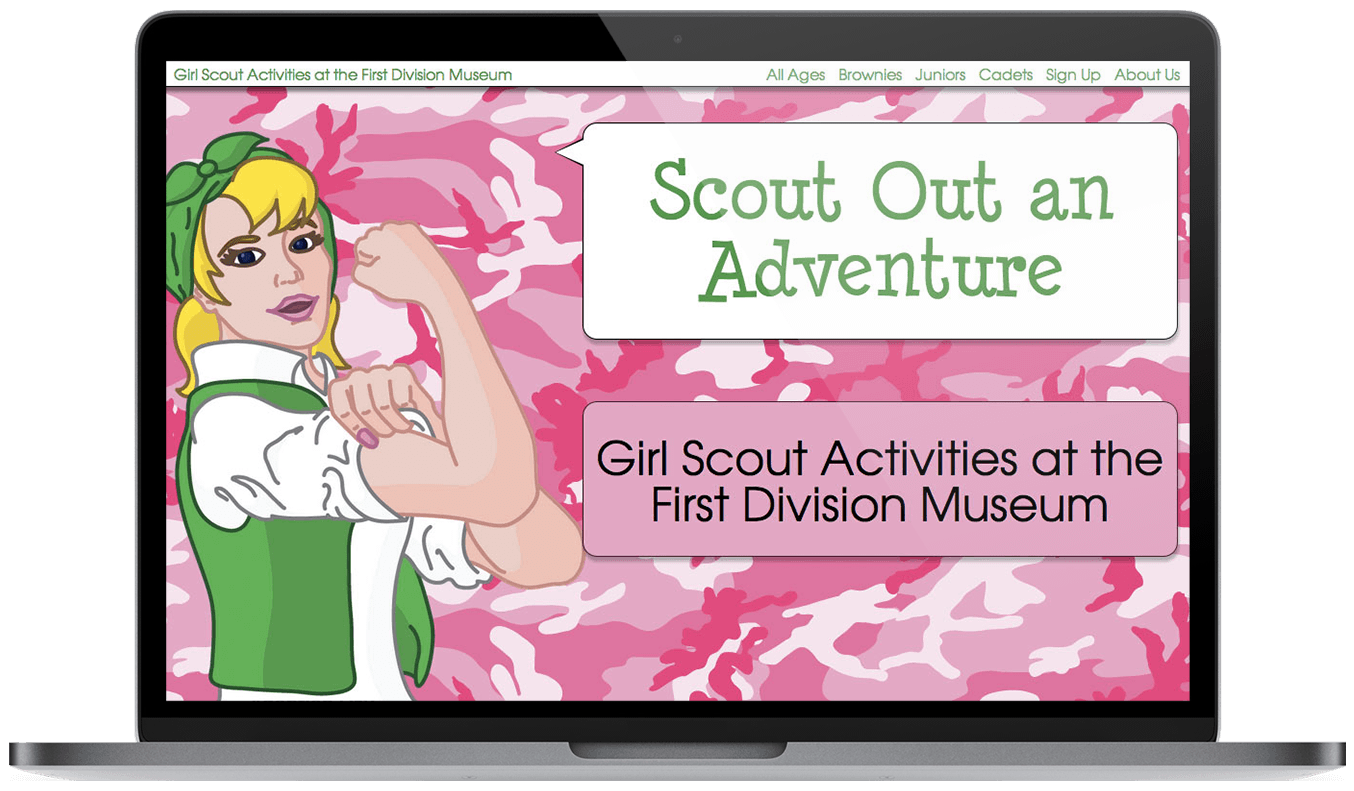 Girl Scout Activities at the First Division Museum
All Ages Brownies Juniors Cadets Sign Up About Us
Scout Out an
Adventure
Girl Scout Activities at the
First Division Museum